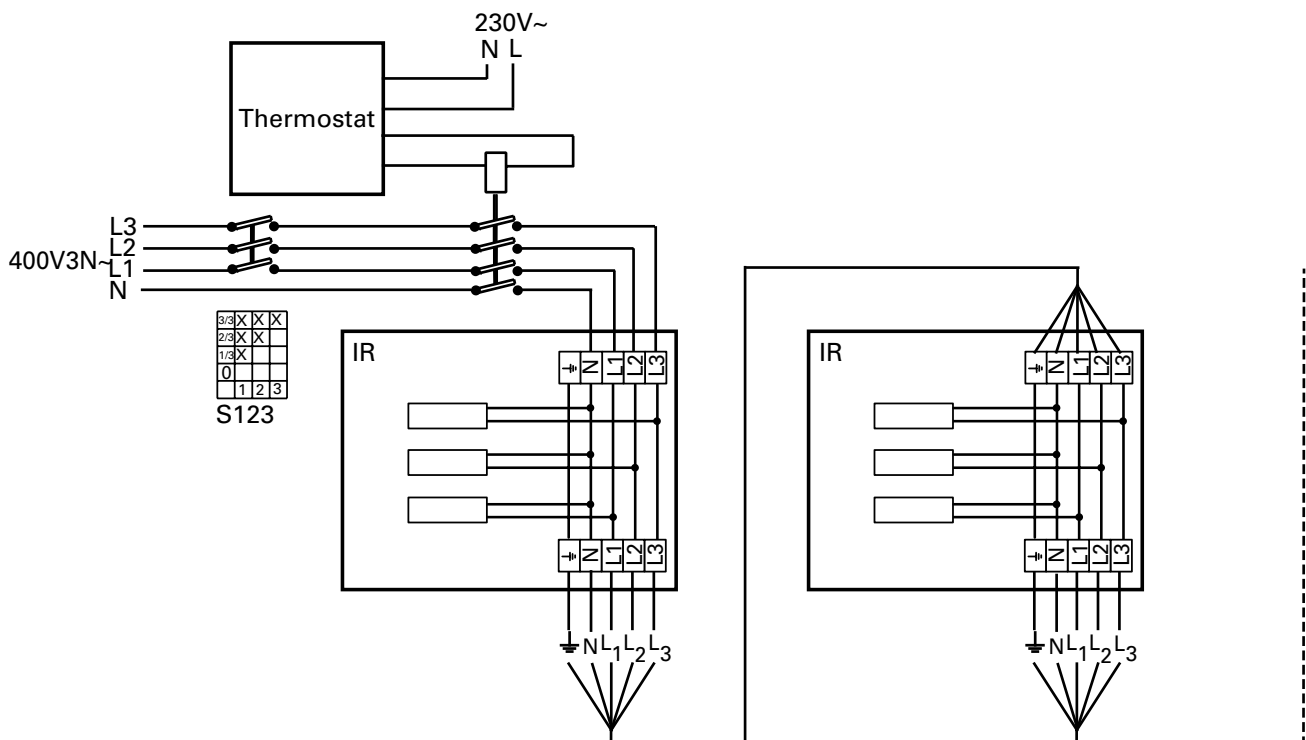 230V~
N L
Thermostat
L3
L2
400V3N~
L1
N
3/3 X X X
2/3 X X
1/3 X
0
1 2 3
S123
IR
N L1 L2 L3
N L1 L2 L3
N L1 L2 L3
IR
N L1 L2 L3
N L1 L2 L3
N L1 L2 L3